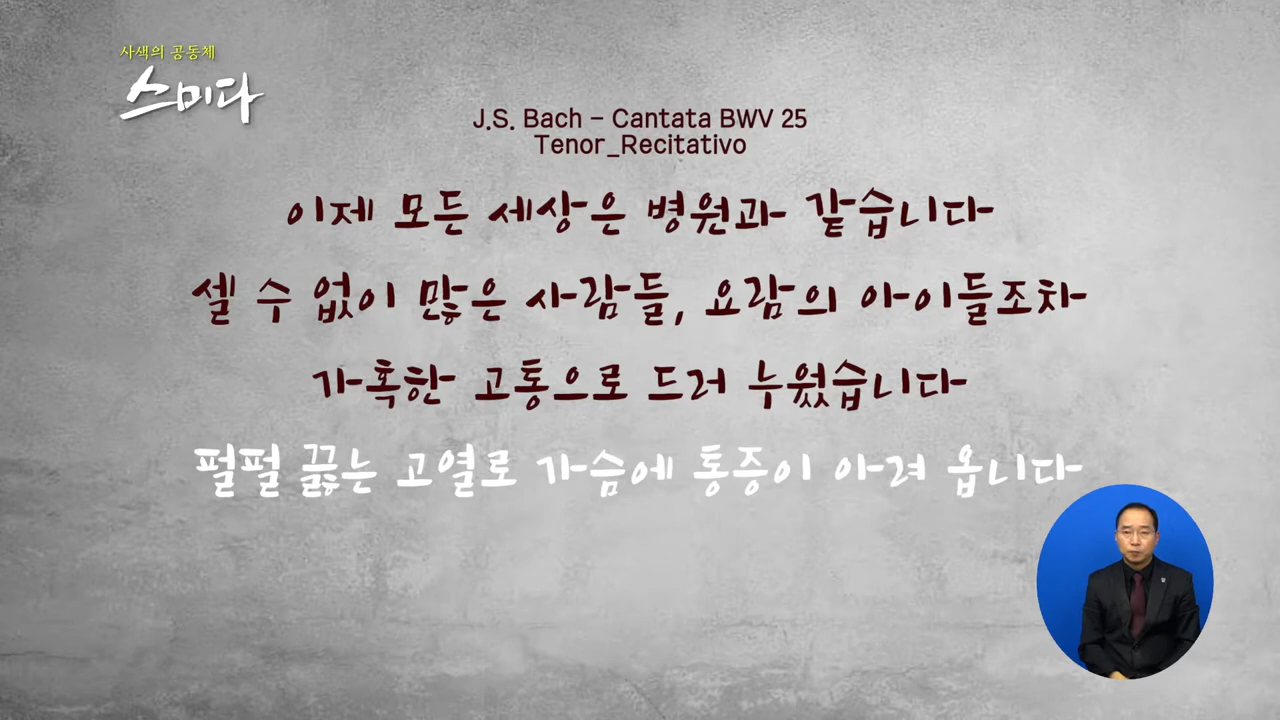 사색의 공동체
스미다
J.S. Bach - Cantata BWV 25
Tenor_Recitativo
이제 모든 세상은 병원과 같습니다
셀 수 없이 많은 사람들, 요람의 아이들조차
가혹한 고통으로 드러 누웠습니다
펄펄 끓는 고열로 가슴에 통증이 아려 옵니다